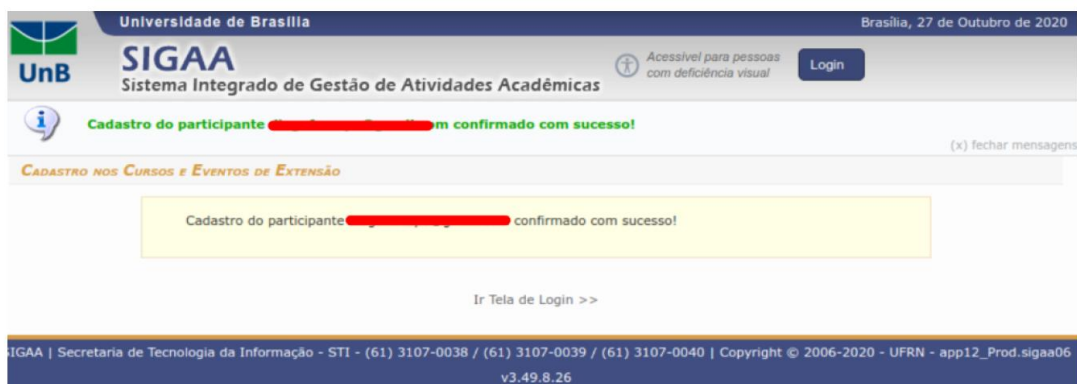 Universidade de Brasília
Brasília, 27 de Outubro de 2020
UnB
SIGAA
Sistema Integrado de Gestão de Atividades Acadêmicas
Acessível para pessoas
com deficiência visual
Login
Cadastro do participante m confirmado com sucesso!
(x) fechar mensagens
Cadastro nos Cursos e Eventos de Extensão
Cadastro do participante confirmado com sucesso!
Ir Tela de Login >>
IGAA | Secretaria de Tecnologia da Informação - STI - (61) 3107-0038 / (61) 3107-0039 / (61) 3107-0040 | Copyright © 2006-2020 - UFRN - app12_Prod.sigaa06
v3.49.8.26